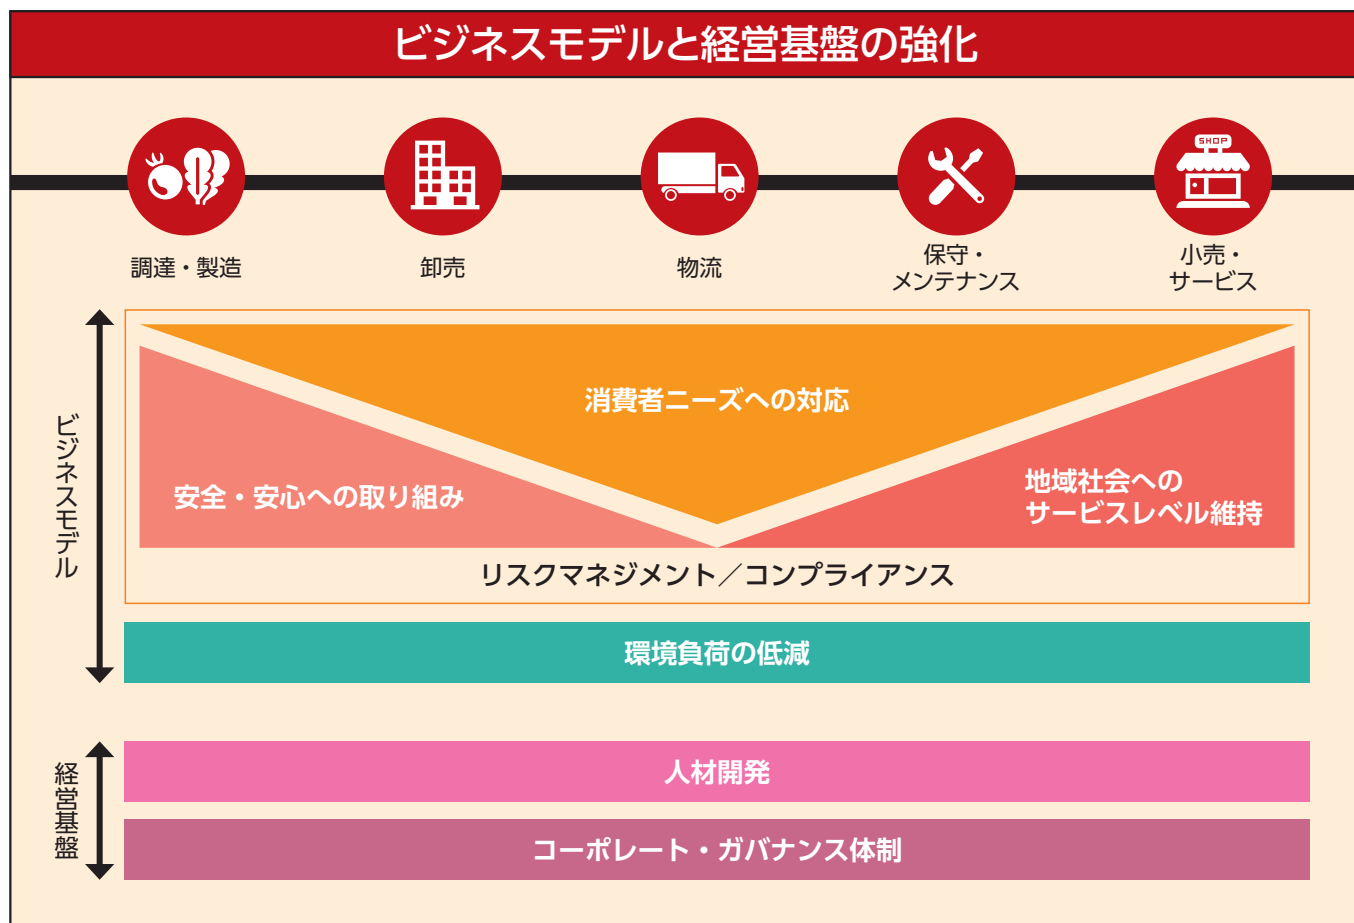 ビジネスモデルと経営基盤の強化
SHOP
調達・製造
卸売
物流
保守・
メンテナンス
小売・
サービス
ビジネスモデル
消費者ニーズへの対応
安全・安心への取り組み
地域社会への
サービスレベル維持
リスクマネジメント／コンプライアンス
環境負荷の低減
経営基盤
人材開発
コーポレート・ガバナンス体制